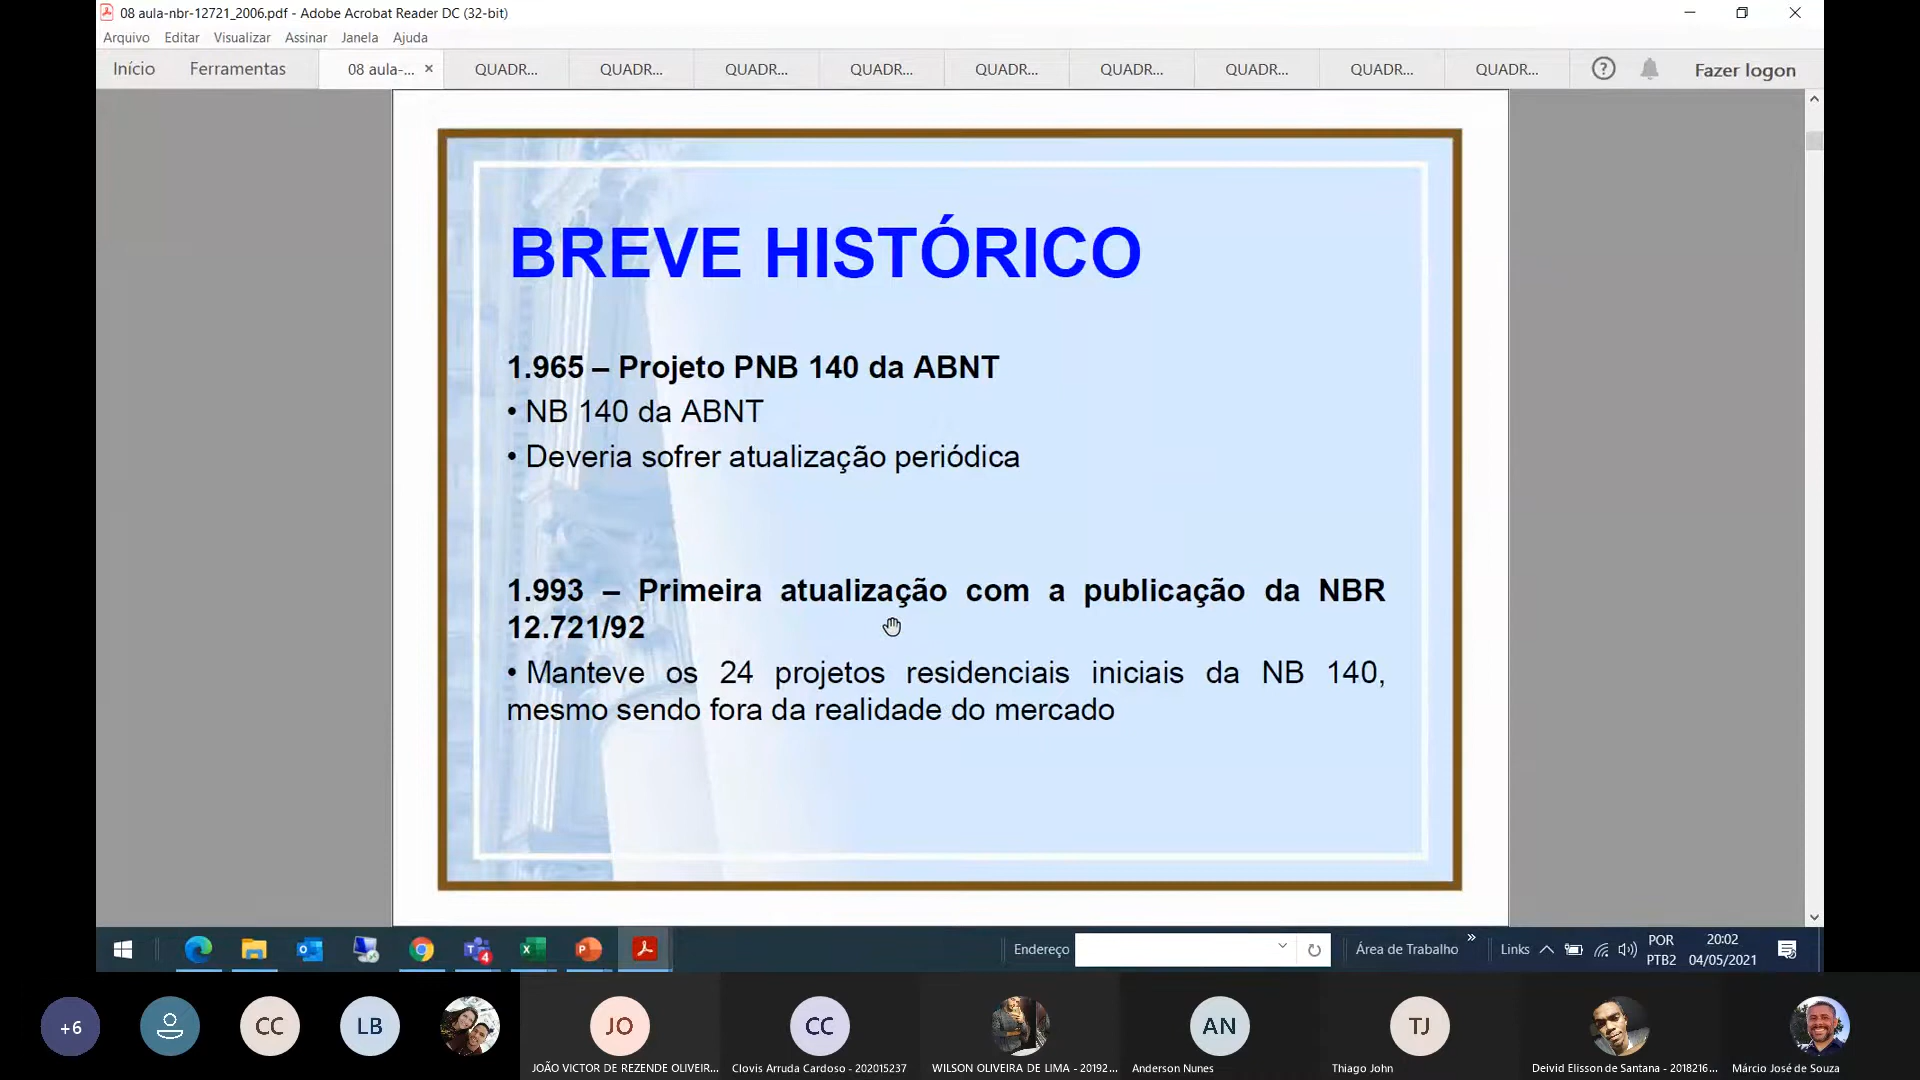 08 aula-nbr-12721_2006.pdf - Adobe Acrobat Reader DC (32-bit)
Arquivo Editar Visualizar Assinar Janela Ajuda
Início Ferramentas 08 aula-... × QUADR... QUADR... QUADR... QUADR... QUADR... QUADR... QUADR... QUADR... QUADR... Fazer logon
BREVE HISTÓRICO
1.965 – Projeto PNB 140 da ABNT
• NB 140 da ABNT
• Deveria sofrer atualização periódica
1.993 – Primeira atualização com a publicação da NBR
12.721/92
• Manteve os 24 projetos residenciais iniciais da NB 140,
mesmo sendo fora da realidade do mercado
Endereço Área de Trabalho » Links POR 20:02
PTB2 04/05/2021
+6 CC LB JO CC AN TJ
JOÃO VICTOR DE REZENDE OLIVEIR... Clovis Arruda Cardoso - 202015237 WILSON OLIVEIRA DE LIMA - 20192... Anderson Nunes Thiago John Deivid Elisson de Santana - 2018216... Márcio José de Souza